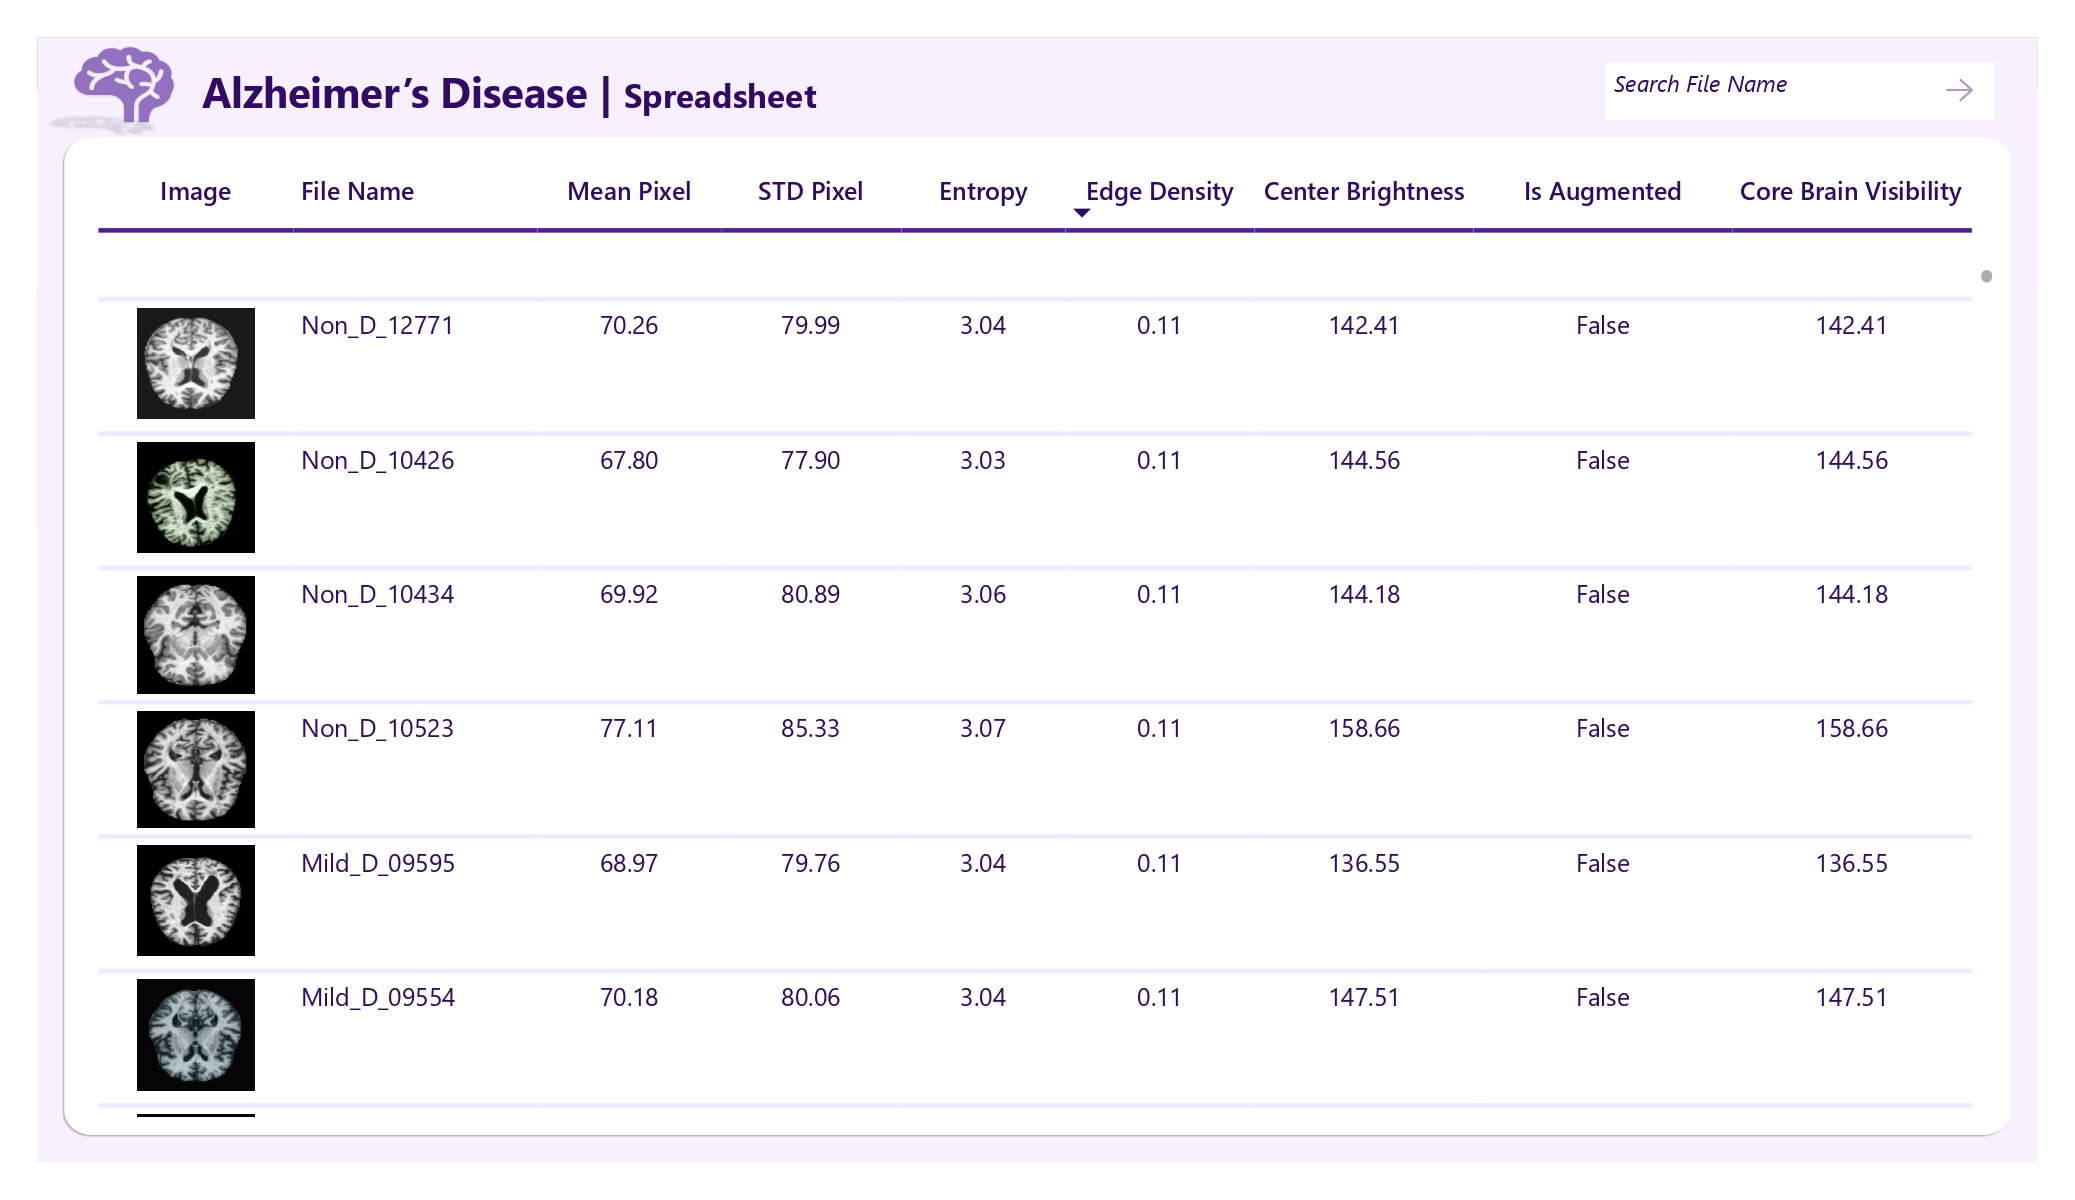 Alzheimer’s Disease | Spreadsheet
Search File Name
Image File Name Mean Pixel STD Pixel Entropy Edge Density Center Brightness Is Augmented Core Brain Visibility
Non_D_12771 70.26 79.99 3.04 0.11 142.41 False 142.41
Non_D_10426 67.80 77.90 3.03 0.11 144.56 False 144.56
Non_D_10434 69.92 80.89 3.06 0.11 144.18 False 144.18
Non_D_10523 77.11 85.33 3.07 0.11 158.66 False 158.66
Mild_D_09595 68.97 79.76 3.04 0.11 136.55 False 136.55
Mild_D_09554 70.18 80.06 3.04 0.11 147.51 False 147.51